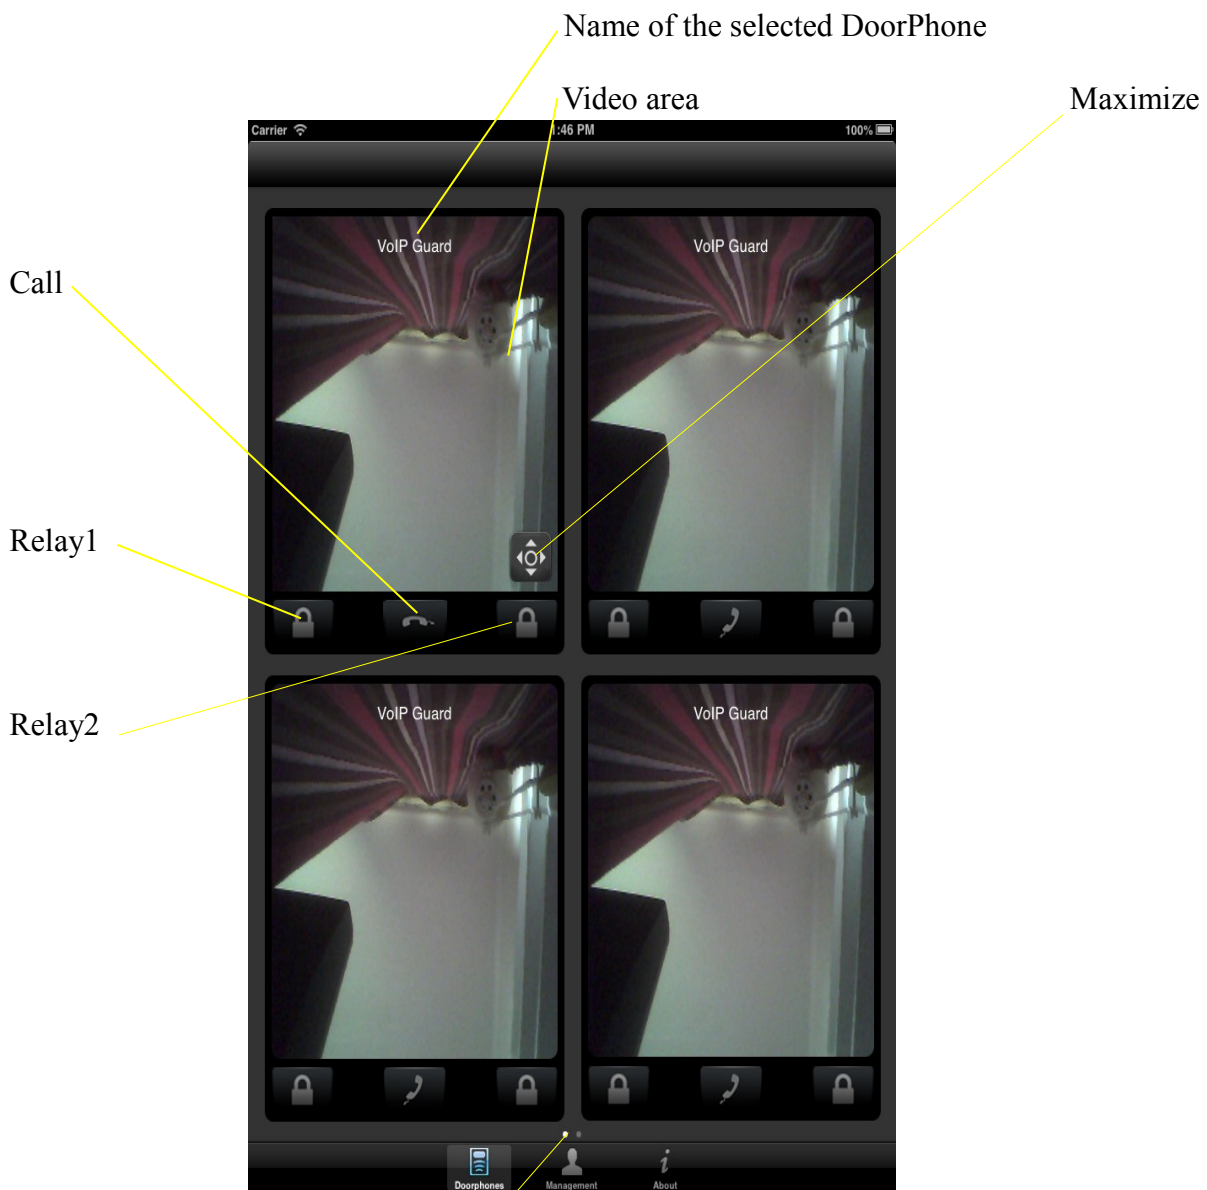 Name of the selected DoorPhone
Video area
Maximize
Carrier
1:46 PM
100%
VoIP Guard
VoIP Guard
Call
Relay1
Relay2
VoIP Guard
VoIP Guard
Doorphones
Management
About